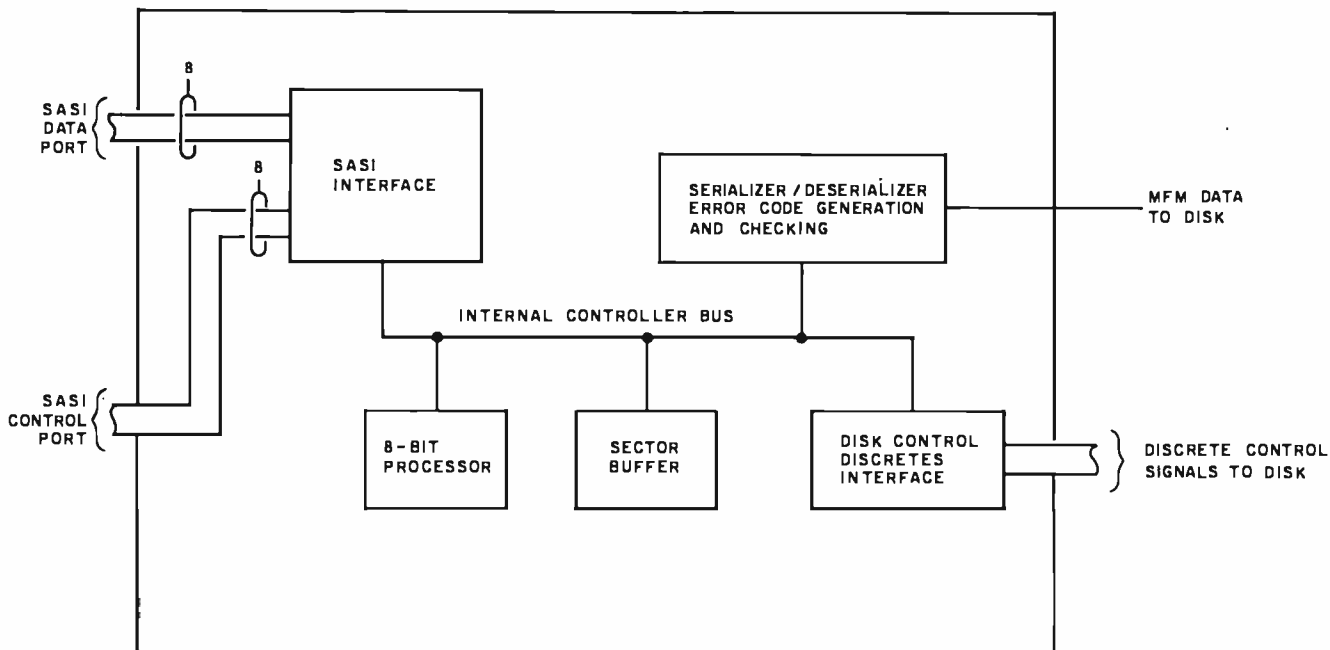 8
SASI
DATA
PORT
SASI
INTERFACE
8
SERIALIZER / DESERIALIZER
ERROR CODE GENERATION
AND CHECKING
MFM DATA
TO DISK
INTERNAL CONTROLLER BUS
SASI
CONTROL
PORT
8-BIT
PROCESSOR
SECTOR
BUFFER
DISK CONTROL
DISCRETES
INTERFACE
DISCRETE CONTROL
SIGNALS TO DISK